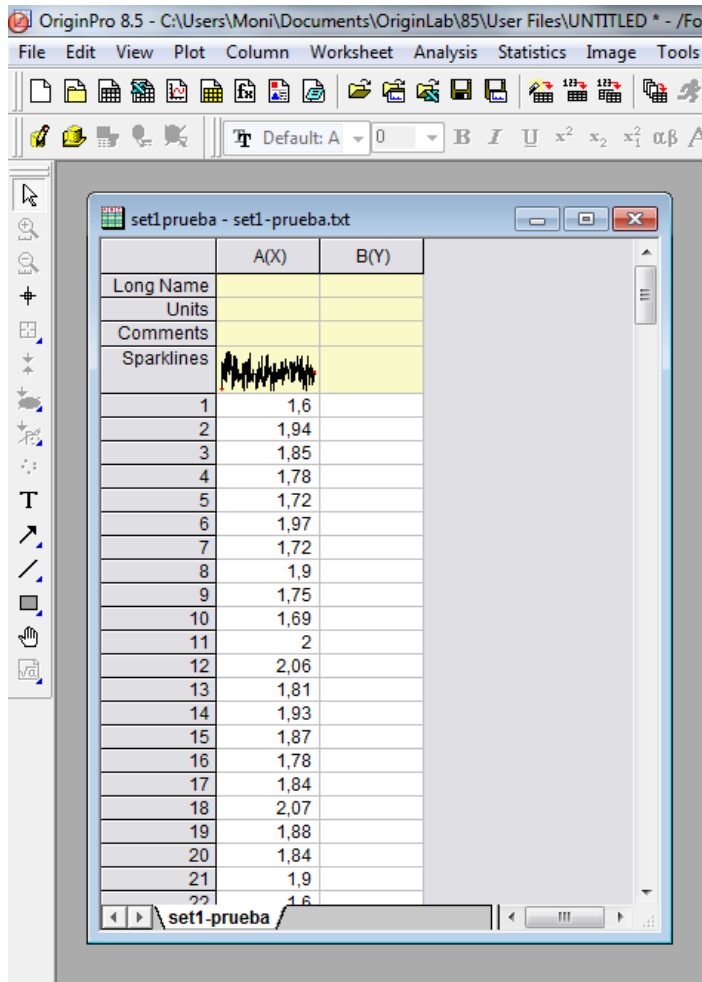 OriginPro 8.5 - C:\Users\Moni\Documents\OriginLab\85\User Files\UNTITLED * - /Fo
File Edit View Plot Column Worksheet Analysis Statistics Image Tools
Default: A 0 B I U x² x₂ x₁² αβ A
set1prueba - set1-prueba.txt
A(X) B(Y)
Long Name
Units
Comments
Sparklines
1 1,6
2 1,94
3 1,85
4 1,78
5 1,72
6 1,97
7 1,72
8 1,9
9 1,75
10 1,69
11 2
12 2,06
13 1,81
14 1,93
15 1,87
16 1,78
17 1,84
18 2,07
19 1,88
20 1,84
21 1,9
22 1,6
set1-prueba
T